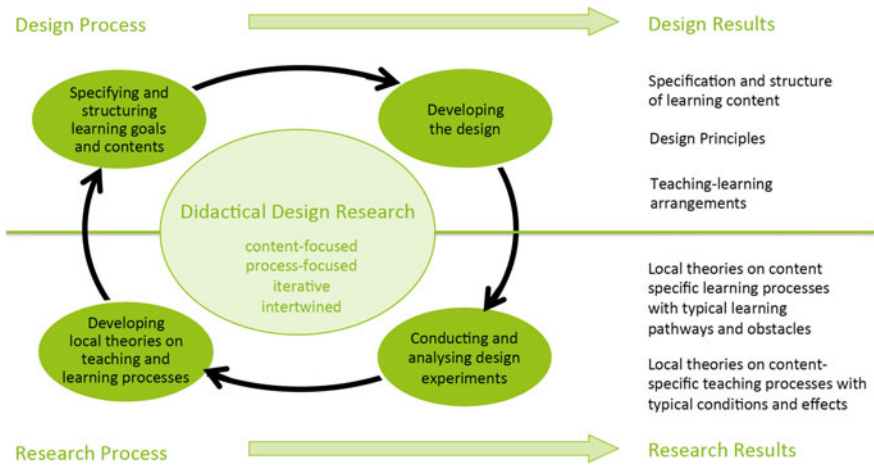 Design Process
Design Results
Specifying and
structuring
learning goals
and contents
Developing
the design
Specification and structure
of learning content
Design Principles
Teaching-learning
arrangements
Didactical Design Research
content-focused
process-focused
iterative
intertwined
Developing
local theories on
teaching and
learning processes
Conducting and
analysing design
experiments
Local theories on content
specific learning processes
with typical learning
pathways and obstacles
Local theories on content-
specific teaching processes with
typical conditions and effects
Research Process
Research Results